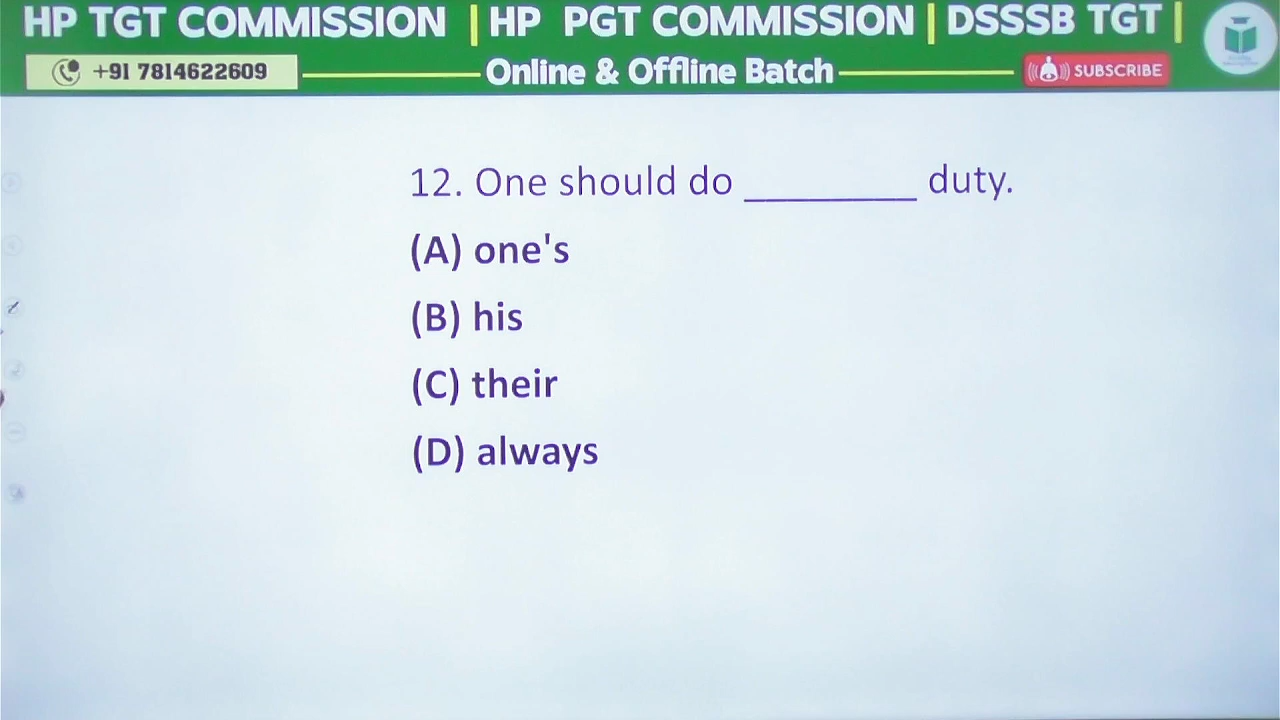 HP TGT COMMISSION | HP PGT COMMISSION | DSSSB TGT |
+91 7814622609 Online & Offline Batch SUBSCRIBE
12. One should do ________ duty.
(A) one's
(B) his
(C) their
(D) always